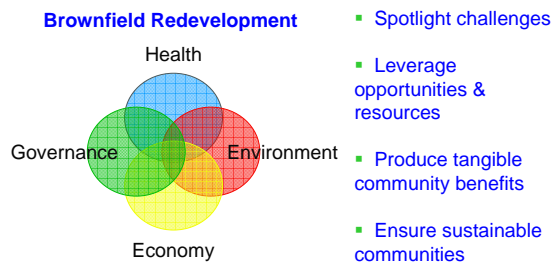 Brownfield Redevelopment
Health
Governance
Environment
Economy
▪ Spotlight challenges
▪ Leverage
opportunities &
resources
▪ Produce tangible
community benefits
▪ Ensure sustainable
communities